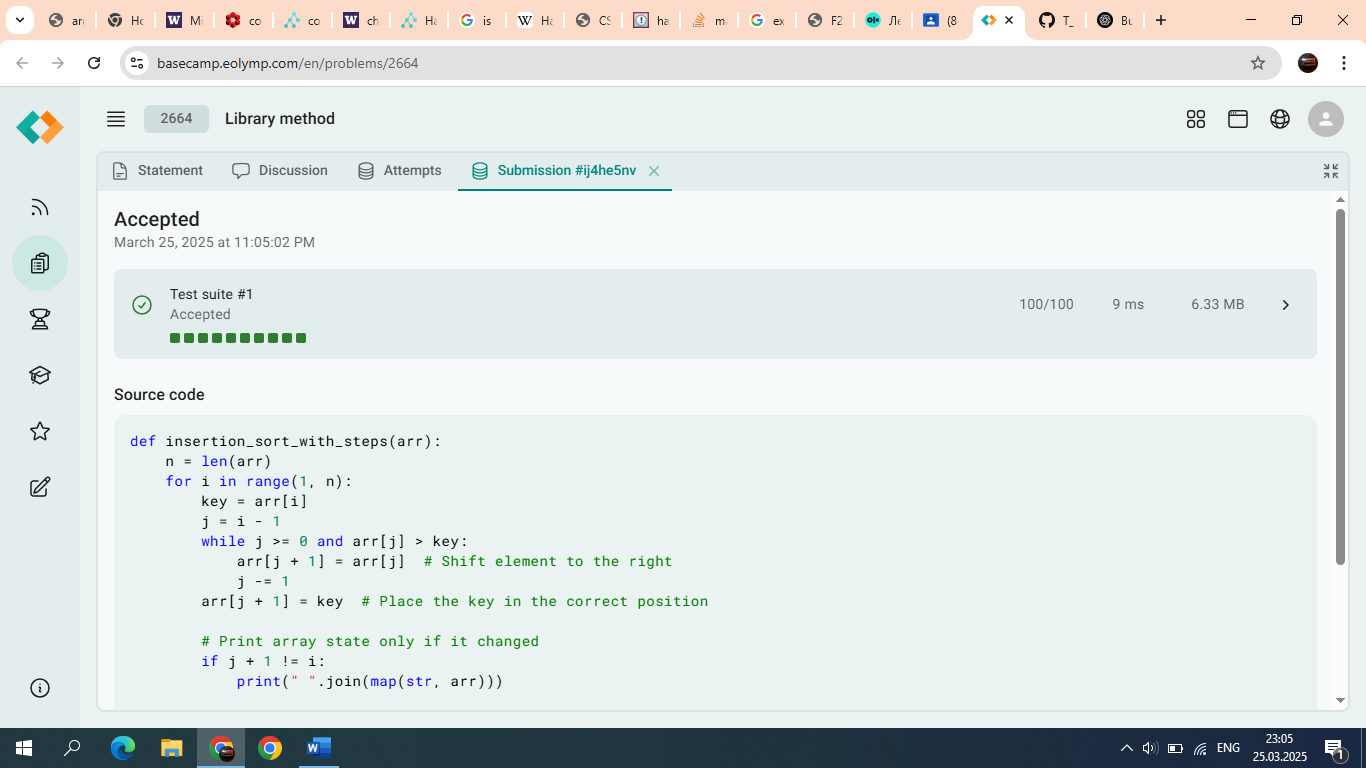 arc
Ho
Mi
co
co
ch
Ha
is
Ha
CS
ha
ma
ex
F2
Ле
(8
T_
Bu
basecamp.eolymp.com/en/problems/2664
2664
Library method
Statement
Discussion
Attempts
Submission #ij4he5nv
Accepted
March 25, 2025 at 11:05:02 PM
Test suite #1
Accepted
100/100
9 ms
6.33 MB
Source code
def insertion_sort_with_steps(arr):
    n = len(arr)
    for i in range(1, n):
        key = arr[i]
        j = i - 1
        while j >= 0 and arr[j] > key:
            arr[j + 1] = arr[j]  # Shift element to the right
            j -= 1
        arr[j + 1] = key  # Place the key in the correct position
        # Print array state only if it changed
        if j + 1 != i:
            print(" ".join(map(str, arr)))
ENG
23:05
25.03.2025
1